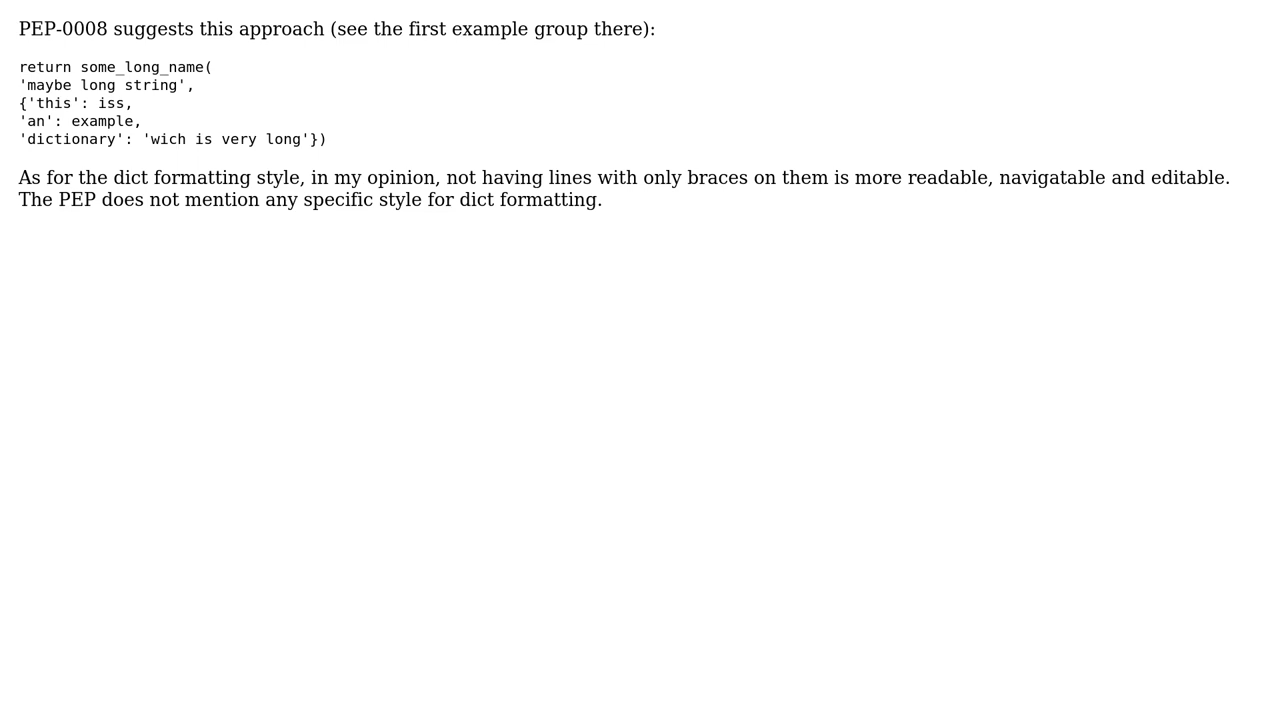 PEP-0008 suggests this approach (see the first example group there):
return some_long_name(
'maybe long string',
{'this': iss,
'an': example,
'dictionary': 'wich is very long'})
As for the dict formatting style, in my opinion, not having lines with only braces on them is more readable, navigatable and editable.
The PEP does not mention any specific style for dict formatting.